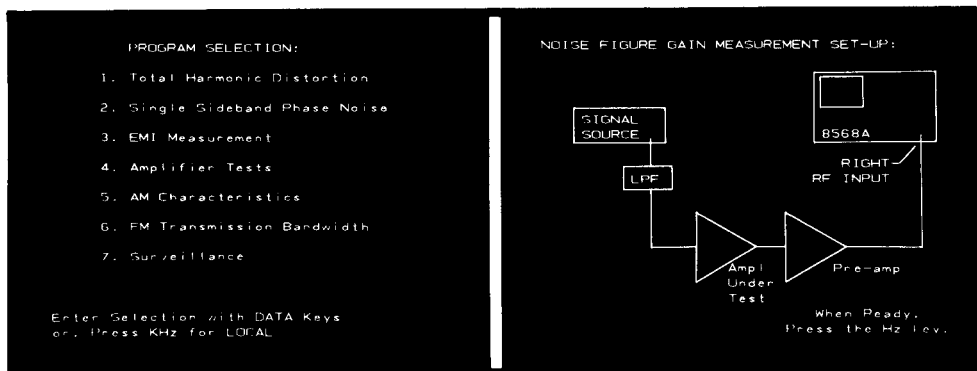 PROGRAM SELECTION:
1. Total Harmonic Distortion
2. Single Sideband Phase Noise
3. EMI Measurement
4. Amplifier Tests
5. AM Characteristics
6. FM Transmission Bandwidth
7. Surveillance
Enter Selection with DATA Keys
or, Press KHz for LOCAL
NOISE FIGURE GAIN MEASUREMENT SET-UP:
SIGNAL
SOURCE
8568A
LPF
RIGHT
RF INPUT
Ampl
Under
Test
Pre-amp
When Ready,
Press the Hz key.